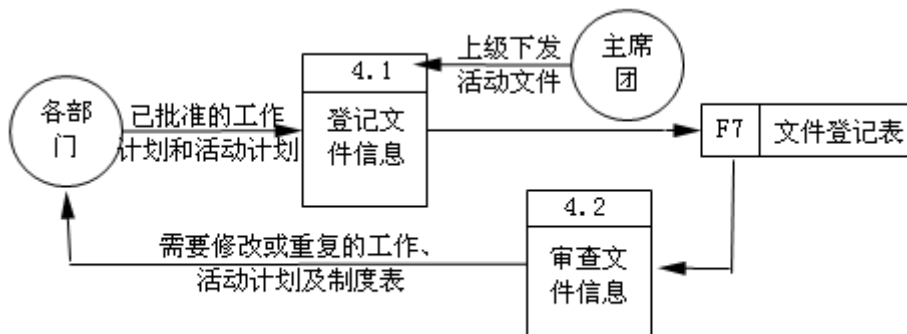 上级下发
活动文件
主席
团
4.1
登记文
件信息
各部
门
已批准的工作
计划和活动计划
F7
文件登记表
4.2
审查文
件信息
需要修改或重复的工作、
活动计划及制度表